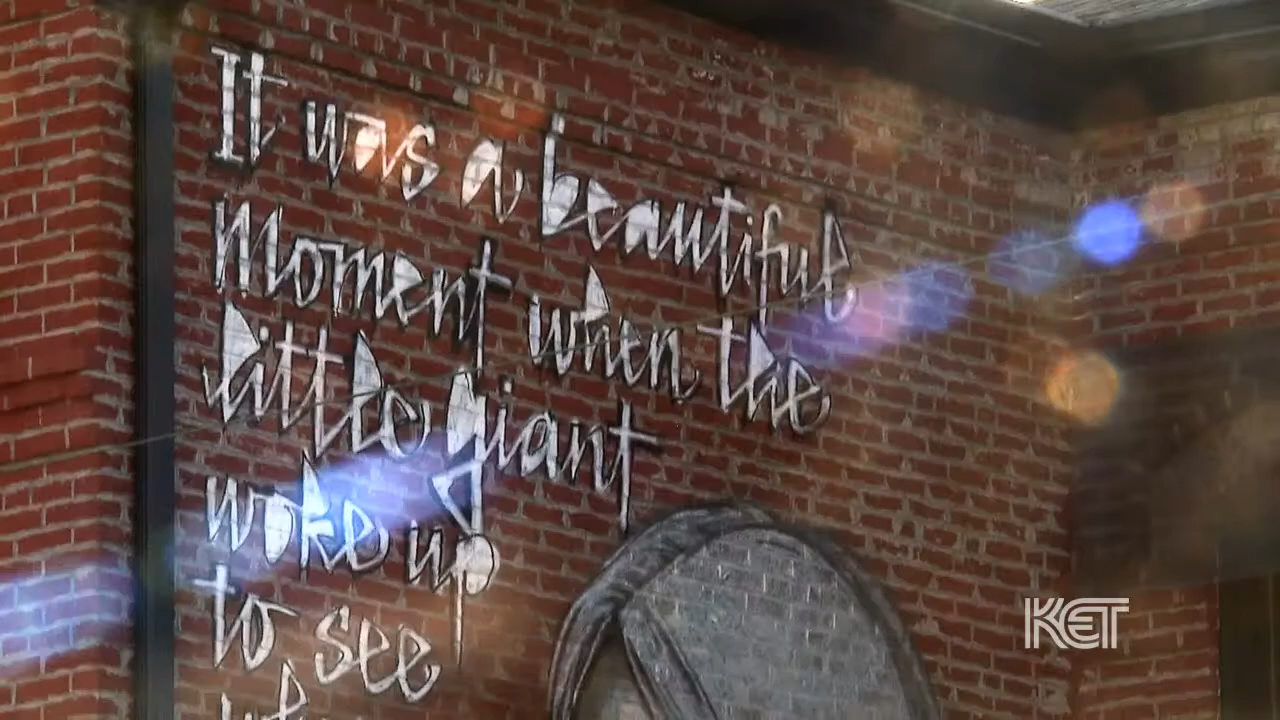 It was a beautiful
moment when the
little giant
woke up
to see
KET